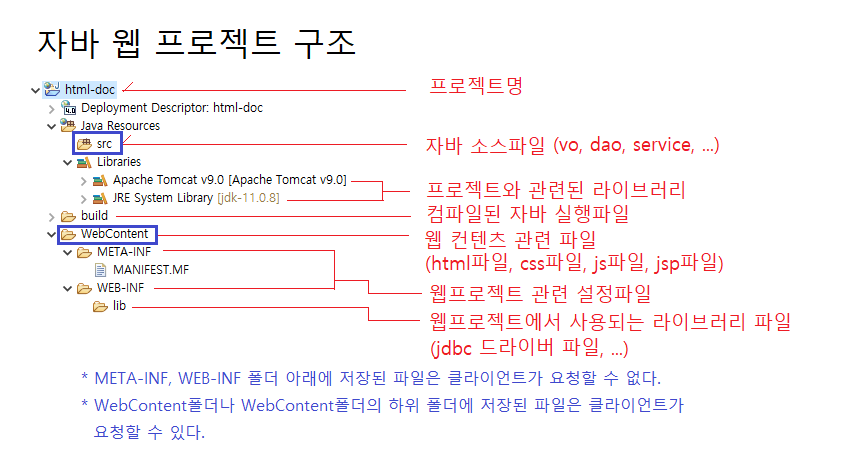 자바 웹 프로젝트 구조
html-doc 프로젝트명
Deployment Descriptor: html-doc
Java Resources
src 자바 소스파일 (vo, dao, service, ...)
Libraries
Apache Tomcat v9.0 [Apache Tomcat v9.0]
프로젝트와 관련된 라이브러리
JRE System Library [jdk-11.0.8]
build 컴파일된 자바 실행파일
WebContent 웹 컨텐츠 관련 파일
(html파일, css파일, js파일, jsp파일)
META-INF
MANIFEST.MF
WEB-INF 웹프로젝트 관련 설정파일
lib 웹프로젝트에서 사용되는 라이브러리 파일
(jdbc 드라이버 파일, ...)
* META-INF, WEB-INF 폴더 아래에 저장된 파일은 클라이언트가 요청할 수 없다.
* WebContent폴더나 WebContent폴더의 하위 폴더에 저장된 파일은 클라이언트가
요청할 수 있다.